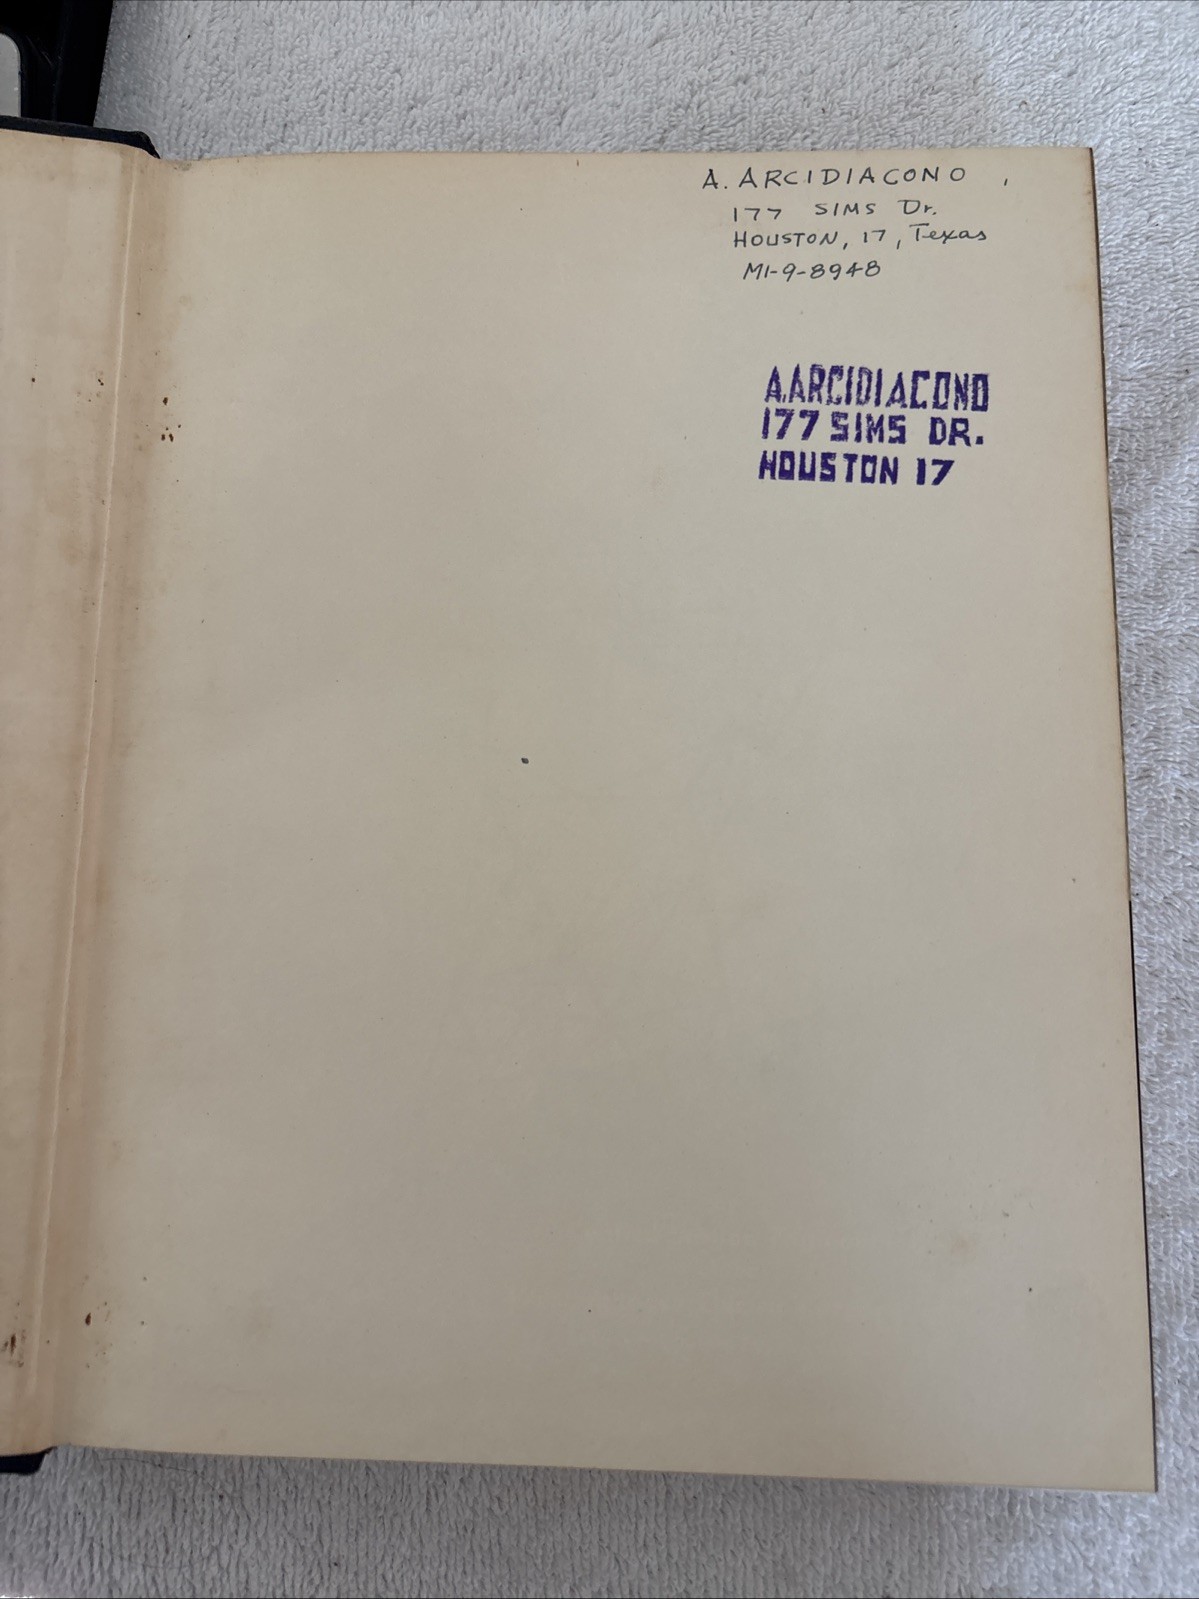 A. ARCIDIACONO
177 SIMS Dr.
HOUSTON, 17, Texas
MI-9-8948
A.ARCIDIACONO
177 SIMS DR.
HOUSTON 17